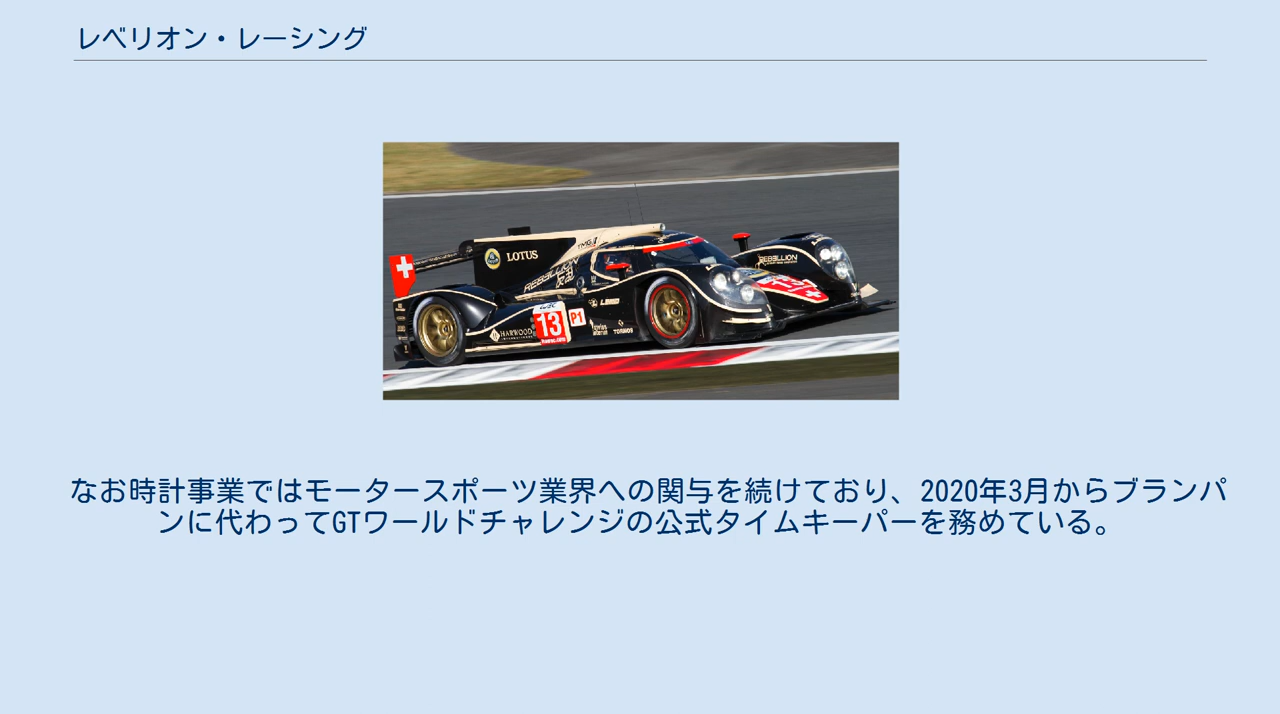 レベリオン・レーシング
LOTUS
REBELLION
REBELLION
HARWOOD
INTERNATIONAL
13
P1
なお時計事業ではモータースポーツ業界への関与を続けており、2020年3月からブランパ
ンに代わってGTワールドチャレンジの公式タイムキーパーを務めている。